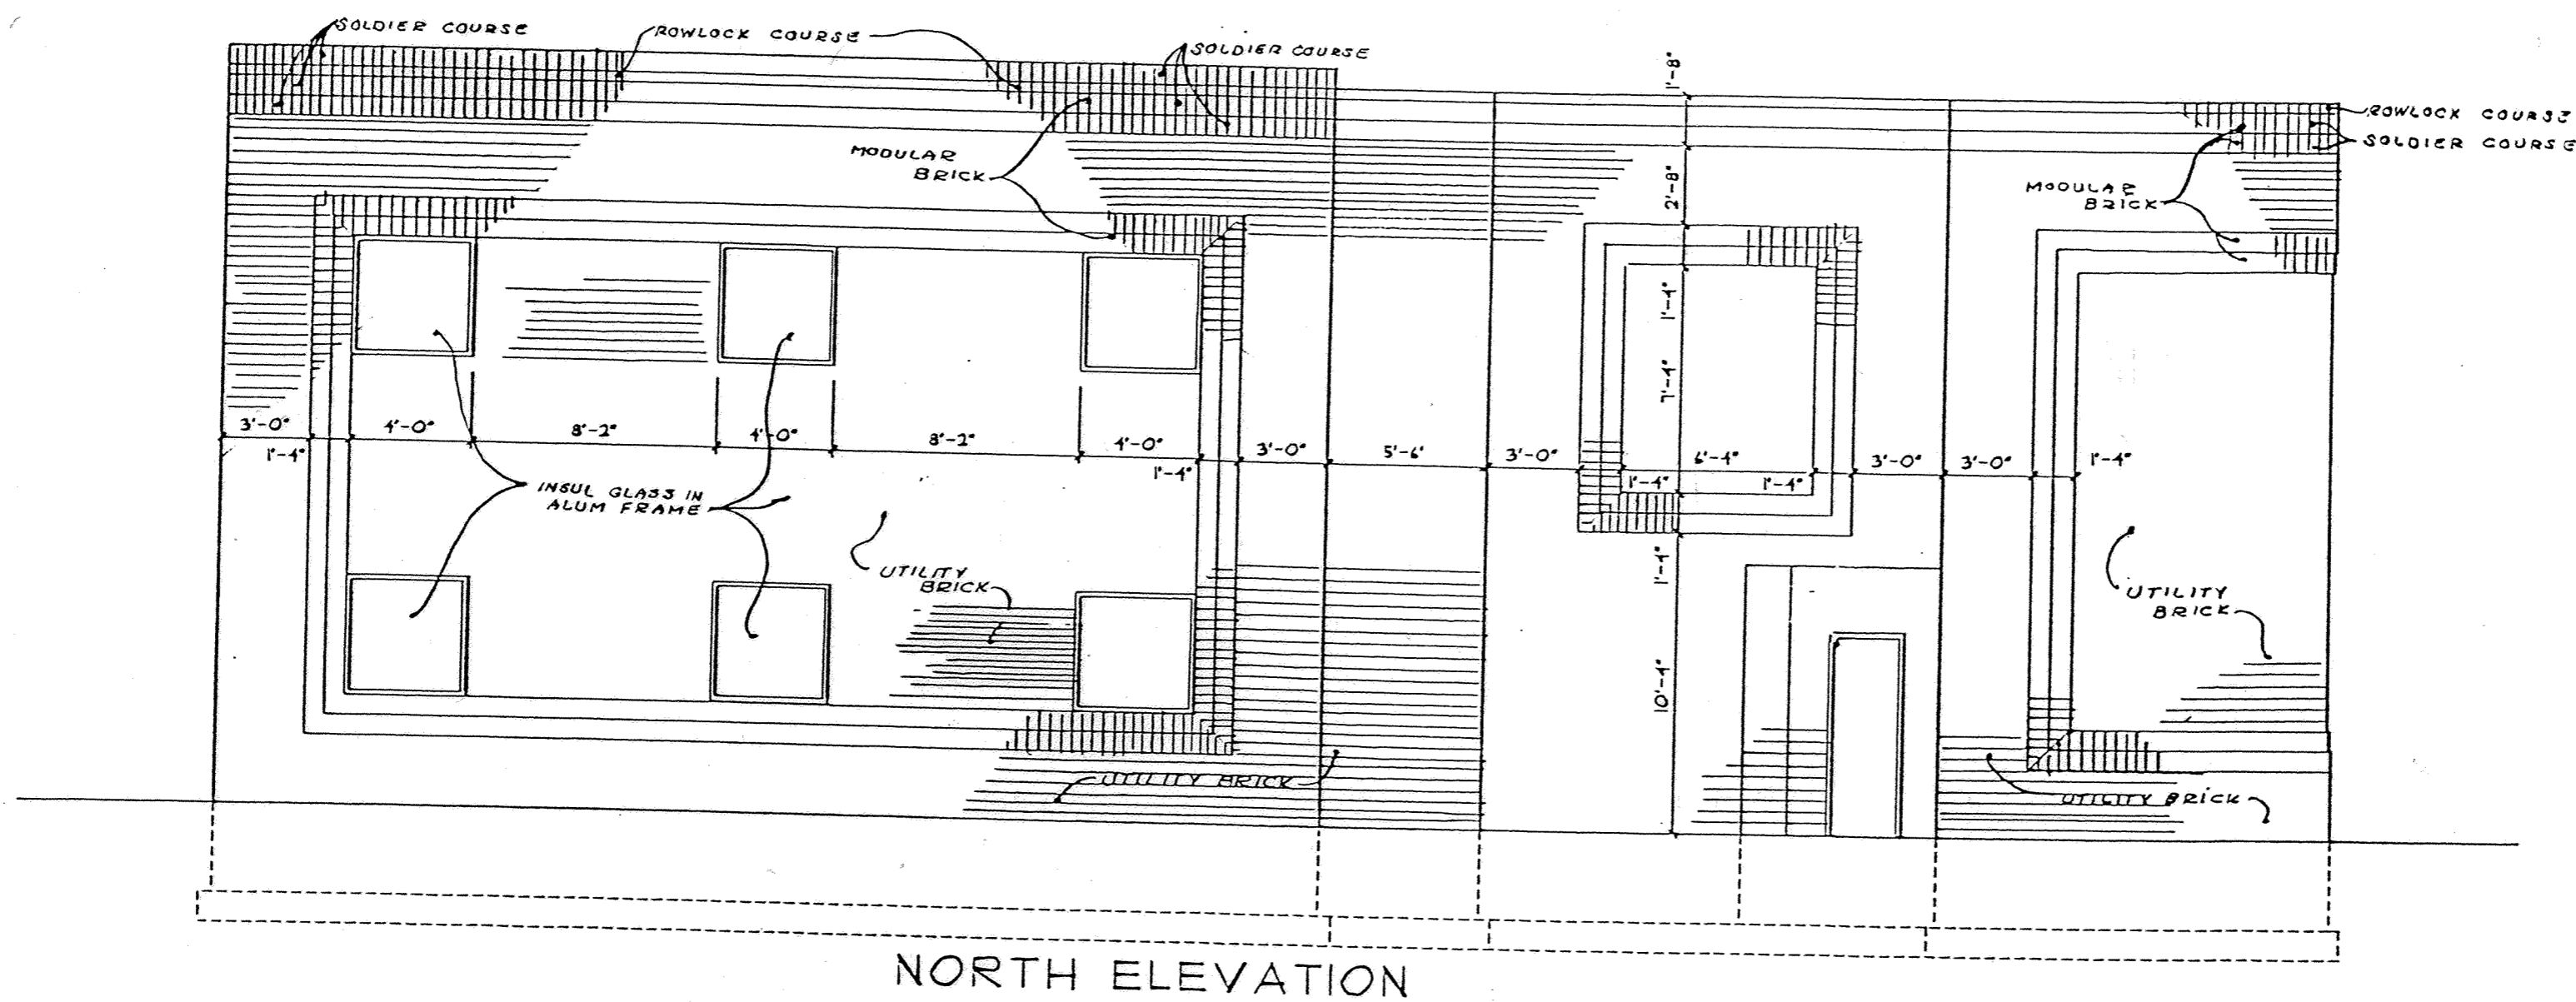 SOLDIER COURSE
ROWLOCK COURSE
SOLDIER COURSE
1'-8"
ROWLOCK COURSE
SOLDIER COURSE
MODULAR
BRICK
2'-8"
MODULAR
BRICK
1'-4"
7'-4"
3'-0"
4'-0"
8'-2"
4'-0"
8'-2"
4'-0"
3'-0"
5'-6"
3'-0"
6'-4"
3'-0"
3'-0"
1'-4"
1'-4"
1'-4"
1'-4"
1'-4"
INSUL GLASS IN
ALUM FRAME
UTILITY
BRICK
1'-4"
UTILITY
BRICK
10'-4"
UTILITY BRICK
UTILITY BRICK
NORTH ELEVATION